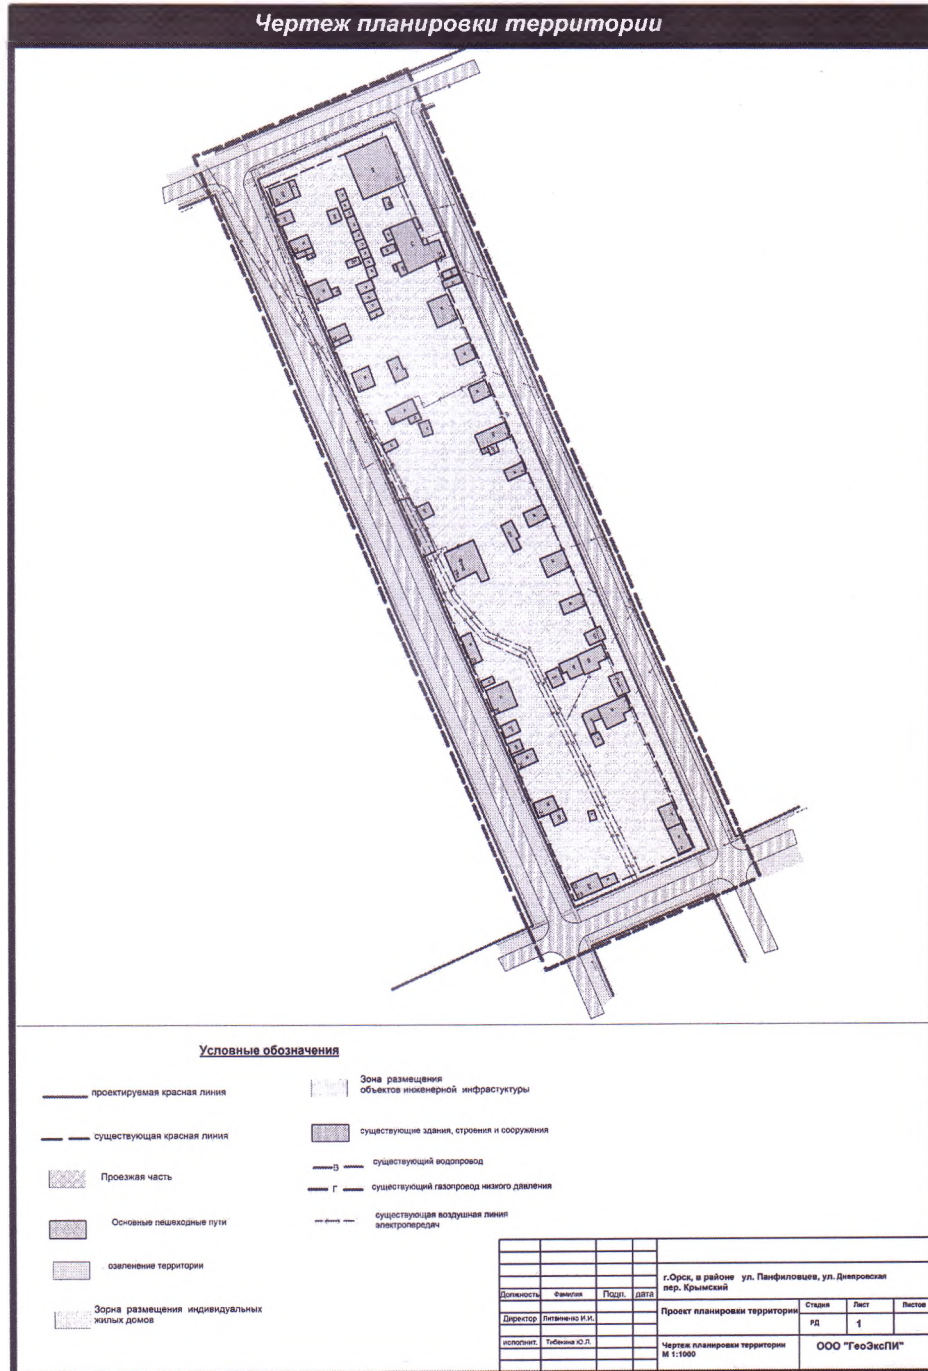 Чертеж планировки территории
Условные обозначения
проектируемая красная линия
существующая красная линия
Проезжая часть
Основные пешеходные пути
озеленение территории
Зорна размещения индивидуальных
жилых домов
Зона размещения
объектов инженерной инфрастуктуры
существующие здания, строения и сооружения
В
существующий водопровод
Г
существующий газопровод низкого давления
существующая воздушная линия
электропередач
г.Орск, в районе ул. Панфиловцев, ул. Днепровская
пер. Крымский
Должность Фамилия Подп. дата
Проект планировки территории
Стадия Лист Листов
РД 1
Директор Литвиненко И.И.
исполнит. Ю.Л.
Чертеж планировки территории
М 1:1000
ООО "ГеоЭксПИ"